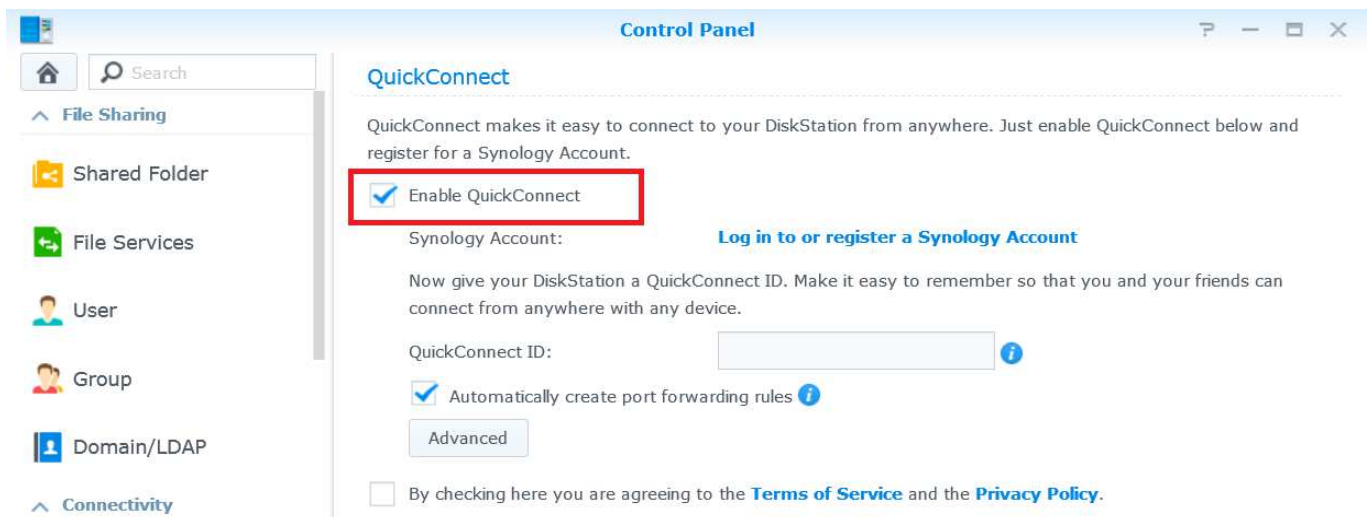 Control Panel
Search
File Sharing
Shared Folder
File Services
User
Group
Domain/LDAP
Connectivity
QuickConnect
QuickConnect makes it easy to connect to your DiskStation from anywhere. Just enable QuickConnect below and
register for a Synology Account.
Enable QuickConnect
Synology Account: Log in to or register a Synology Account
Now give your DiskStation a QuickConnect ID. Make it easy to remember so that you and your friends can
connect from anywhere with any device.
QuickConnect ID:
Automatically create port forwarding rules
Advanced
By checking here you are agreeing to the Terms of Service and the Privacy Policy.